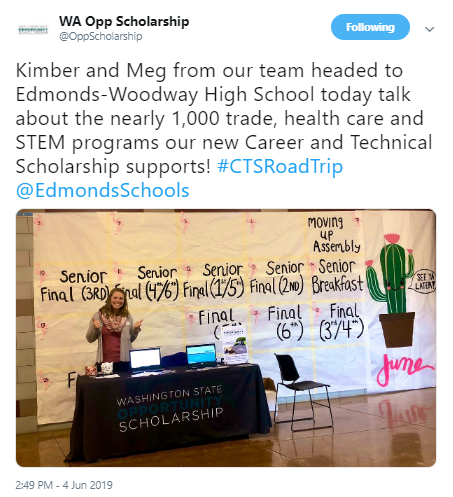 WA Opp Scholarship
@OppScholarship
Following
Kimber and Meg from our team headed to
Edmonds-Woodway High School today talk
about the nearly 1,000 trade, health care and
STEM programs our new Career and Technical
Scholarship supports! #CTSRoadTrip
@EdmondsSchools
Moving
up
Assembly
Senior Senior Senior Senior Senior
Final (3RD) Final (4th/6th) Final (1st/5th) Final (2ND) Breakfast
SEE YA
LATER!
Final Final Final
(6th) (3rd/4th)
June
F
WASHINGTON STATE
OPPORTUNITY
SCHOLARSHIP
2:49 PM - 4 Jun 2019